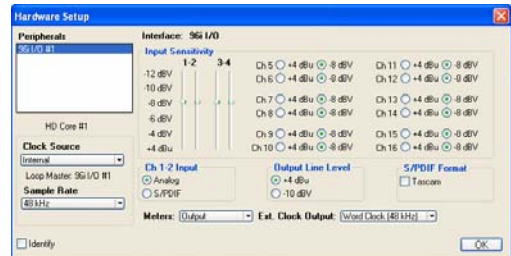 Hardware Setup
Peripherals
96i I/O #1
HD Core #1
Clock Source
Internal
Loop Master: 96i I/O #1
Sample Rate
48 kHz
Identify
Interface: 96i I/O
Input Sensitivity
1-2 3-4
-12 dBV
-10 dBV
-8 dBV
-6 dBV
-4 dBV
+4 dBu
Ch 5 +4 dBu -8 dBV
Ch 6 +4 dBu -8 dBV
Ch 7 +4 dBu -8 dBV
Ch 8 +4 dBu -8 dBV
Ch 9 +4 dBu -8 dBV
Ch 10 +4 dBu -8 dBV
Ch 11 +4 dBu -8 dBV
Ch 12 +4 dBu -8 dBV
Ch 13 +4 dBu -8 dBV
Ch 14 +4 dBu -8 dBV
Ch 15 +4 dBu -8 dBV
Ch 16 +4 dBu -8 dBV
Ch 1-2 Input
Analog
S/PDIF
Output Line Level
+4 dBu
-10 dBV
S/PDIF Format
Tascam
Meters: Output
Ext. Clock Output: Word Clock (48 kHz)
OK